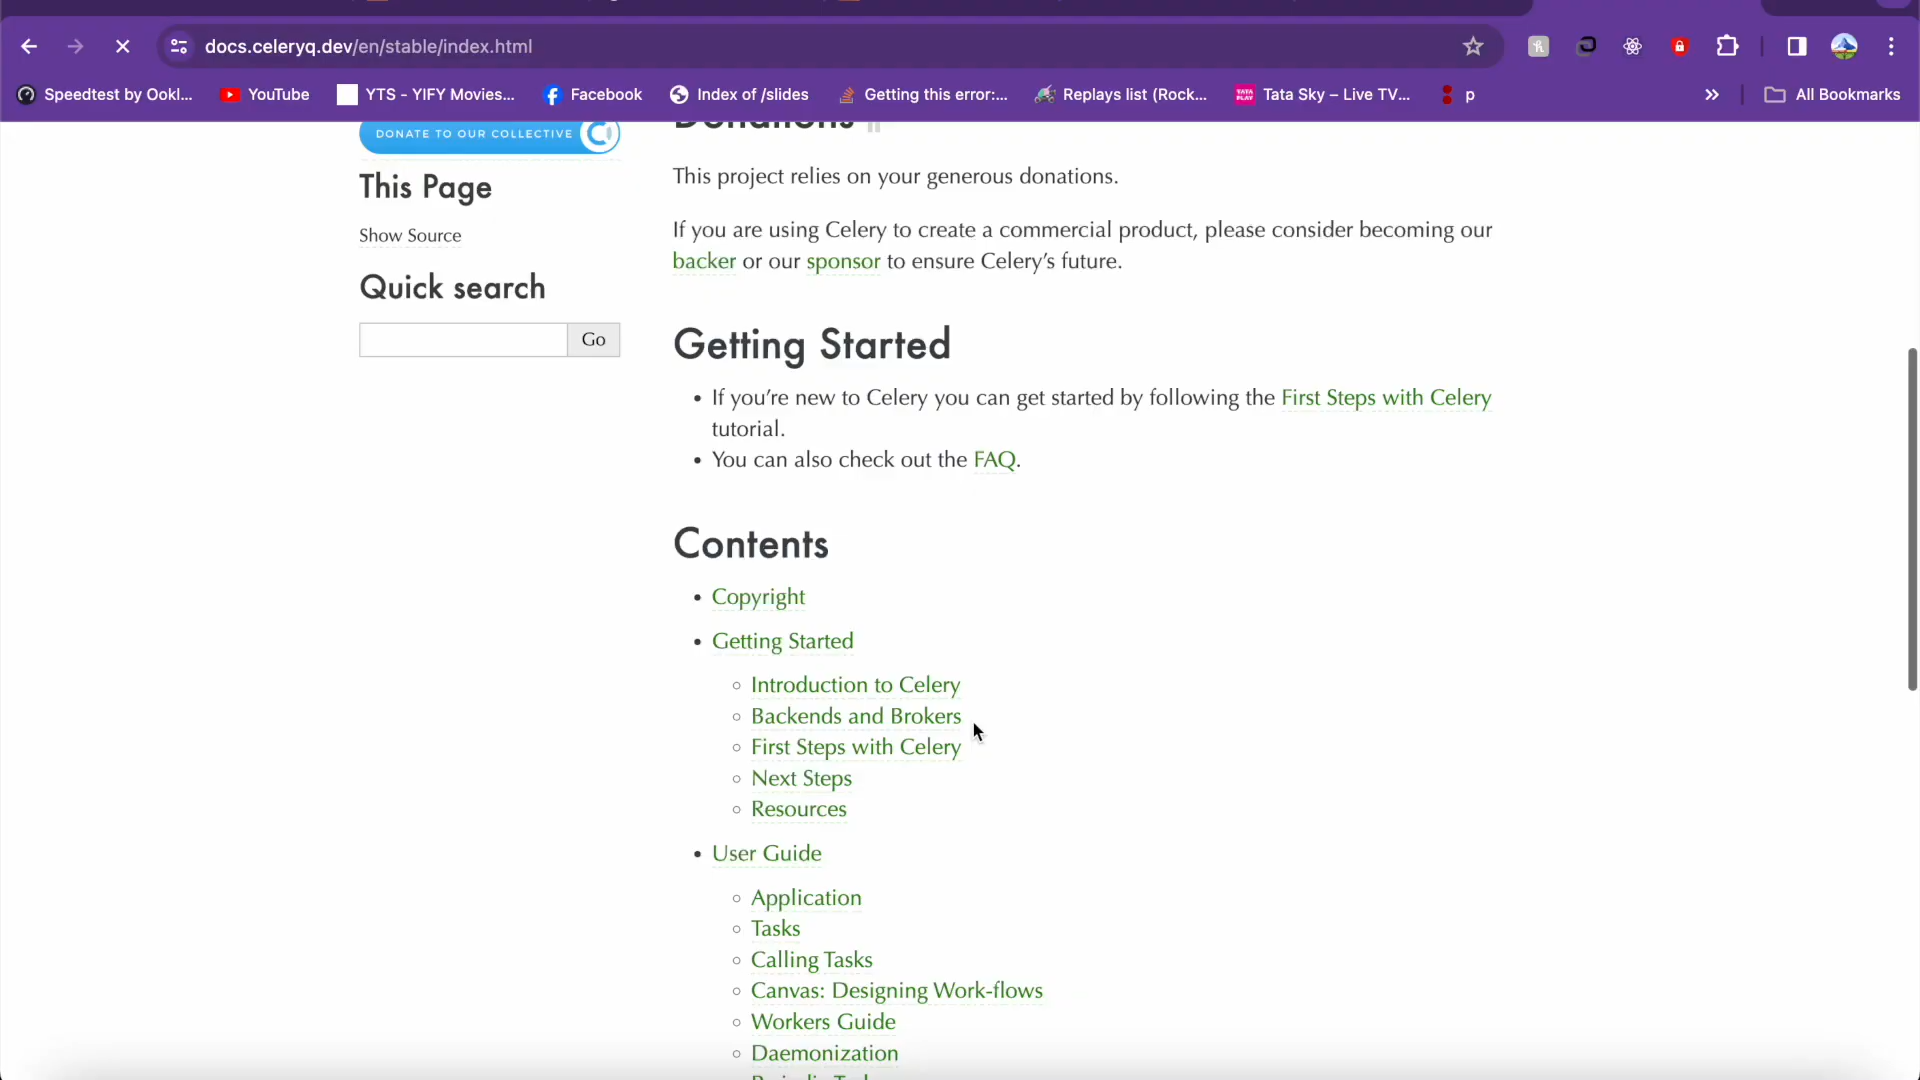 docs.celeryq.dev/en/stable/index.html
Speedtest by Ookl...
YouTube
YTS - YIFY Movies...
Facebook
Index of /slides
Getting this error:...
Replays list (Rock...
Tata Sky – Live TV...
p
»
All Bookmarks
DONATE TO OUR COLLECTIVE
This Page
Show Source
Quick search
Go
Donations
This project relies on your generous donations.
If you are using Celery to create a commercial product, please consider becoming our
backer or our sponsor to ensure Celery’s future.
Getting Started
• If you’re new to Celery you can get started by following the First Steps with Celery
tutorial.
• You can also check out the FAQ.
Contents
• Copyright
• Getting Started
◦ Introduction to Celery
◦ Backends and Brokers
◦ First Steps with Celery
◦ Next Steps
◦ Resources
• User Guide
◦ Application
◦ Tasks
◦ Calling Tasks
◦ Canvas: Designing Work-flows
◦ Workers Guide
◦ Daemonization